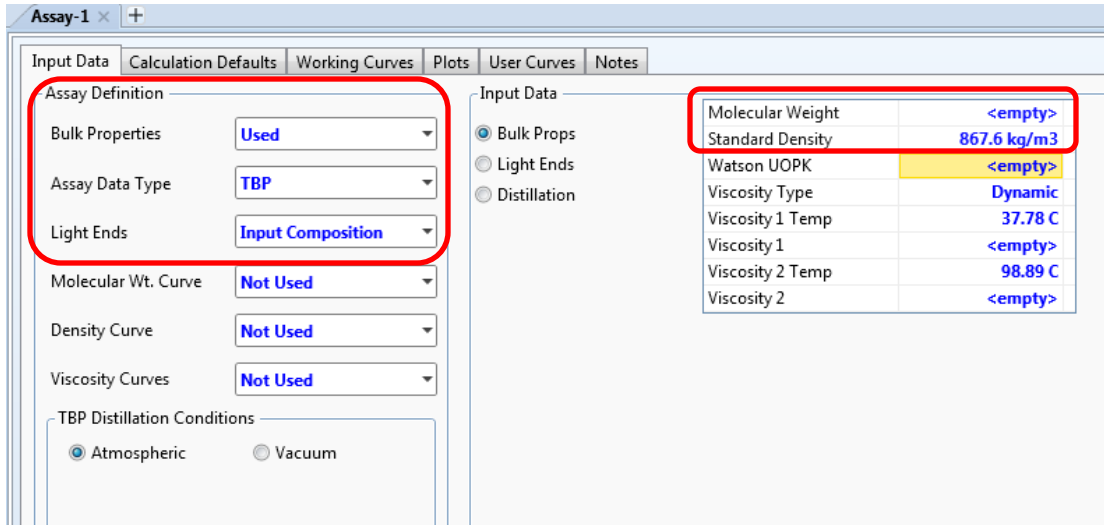 Assay-1
Input Data Calculation Defaults Working Curves Plots User Curves Notes
Assay Definition
Bulk Properties Used
Assay Data Type TBP
Light Ends Input Composition
Molecular Wt. Curve Not Used
Density Curve Not Used
Viscosity Curves Not Used
TBP Distillation Conditions
Atmospheric Vacuum
Input Data
Bulk Props
Light Ends
Distillation
Molecular Weight <empty>
Standard Density 867.6 kg/m3
Watson UOPK <empty>
Viscosity Type Dynamic
Viscosity 1 Temp 37.78 C
Viscosity 1 <empty>
Viscosity 2 Temp 98.89 C
Viscosity 2 <empty>